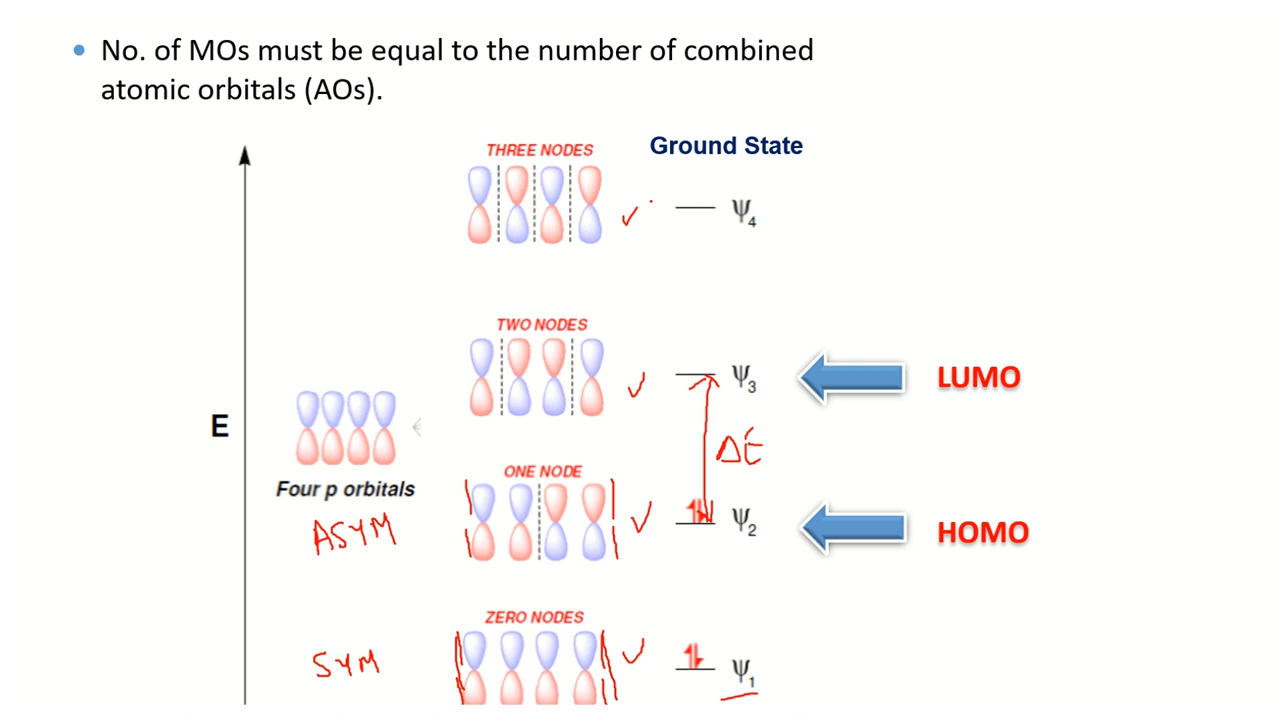 • No. of MOs must be equal to the number of combined
atomic orbitals (AOs).
THREE NODES
Ground State
ψ4
TWO NODES
ψ3
LUMO
E
ΔE
Four p orbitals
ONE NODE
ASYM
ψ2
HOMO
ZERO NODES
SYM
ψ1